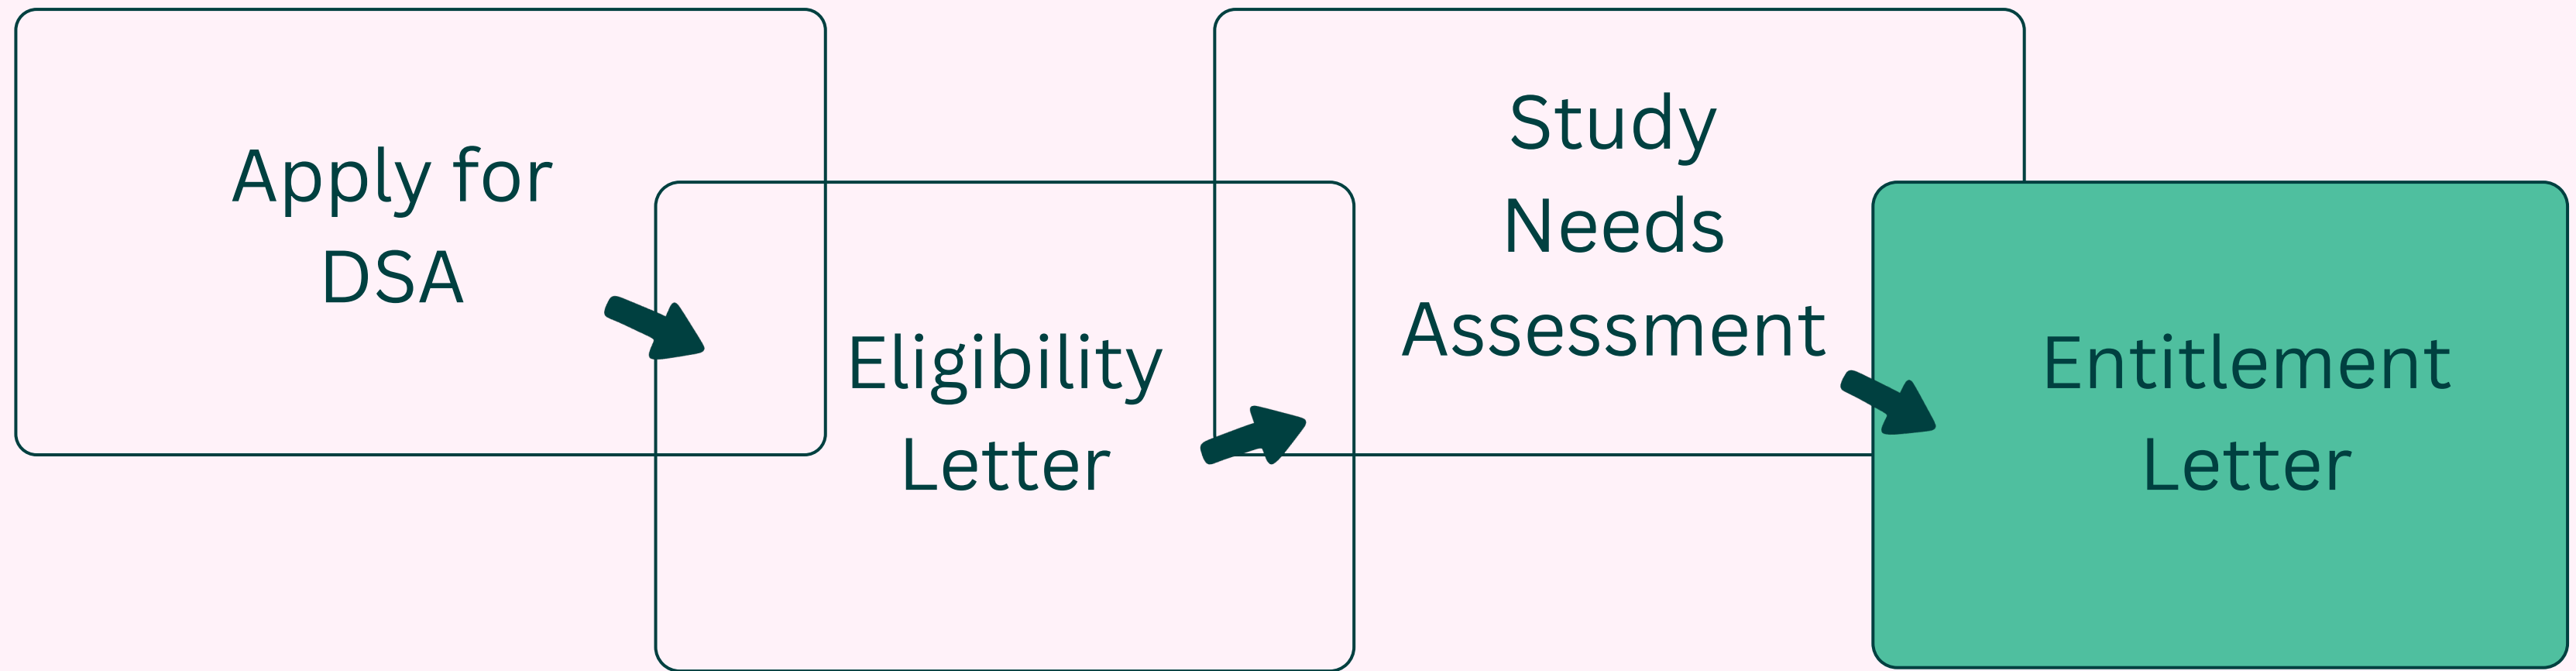 Apply for
DSA
Eligibility
Letter
Study
Needs
Assessment
Entitlement
Letter